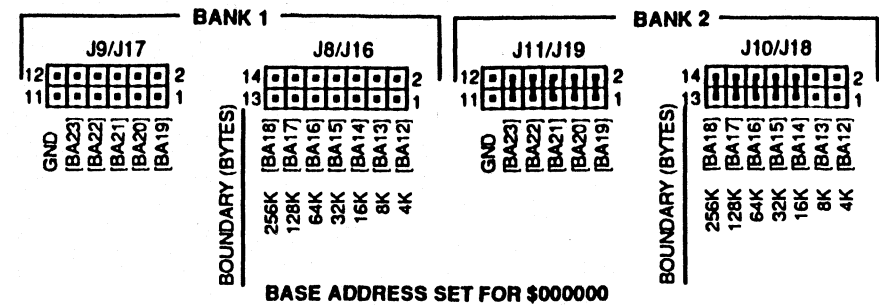 BANK 1
BANK 2
J9/J17
J8/J16
J11/J19
J10/J18
12 2
11 1
14 2
13 1
12 2
11 1
14 2
13 1
GND
[BA23]
[BA22]
[BA21]
[BA20]
[BA19]
BOUNDARY (BYTES)
[BA18]
[BA17]
[BA16]
[BA15]
[BA14]
[BA13]
[BA12]
256K
128K
64K
32K
16K
8K
4K
GND
[BA23]
[BA22]
[BA21]
[BA20]
[BA19]
BOUNDARY (BYTES)
[BA18]
[BA17]
[BA16]
[BA15]
[BA14]
[BA13]
[BA12]
256K
128K
64K
32K
16K
8K
4K
BASE ADDRESS SET FOR $000000